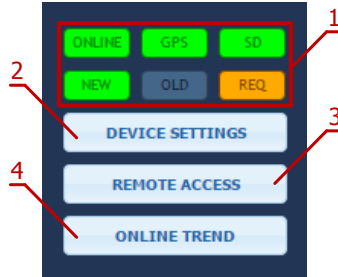 1
ONLINE GPS SD
2
NEW OLD REQ
3
DEVICE SETTINGS
4
REMOTE ACCESS
ONLINE TREND